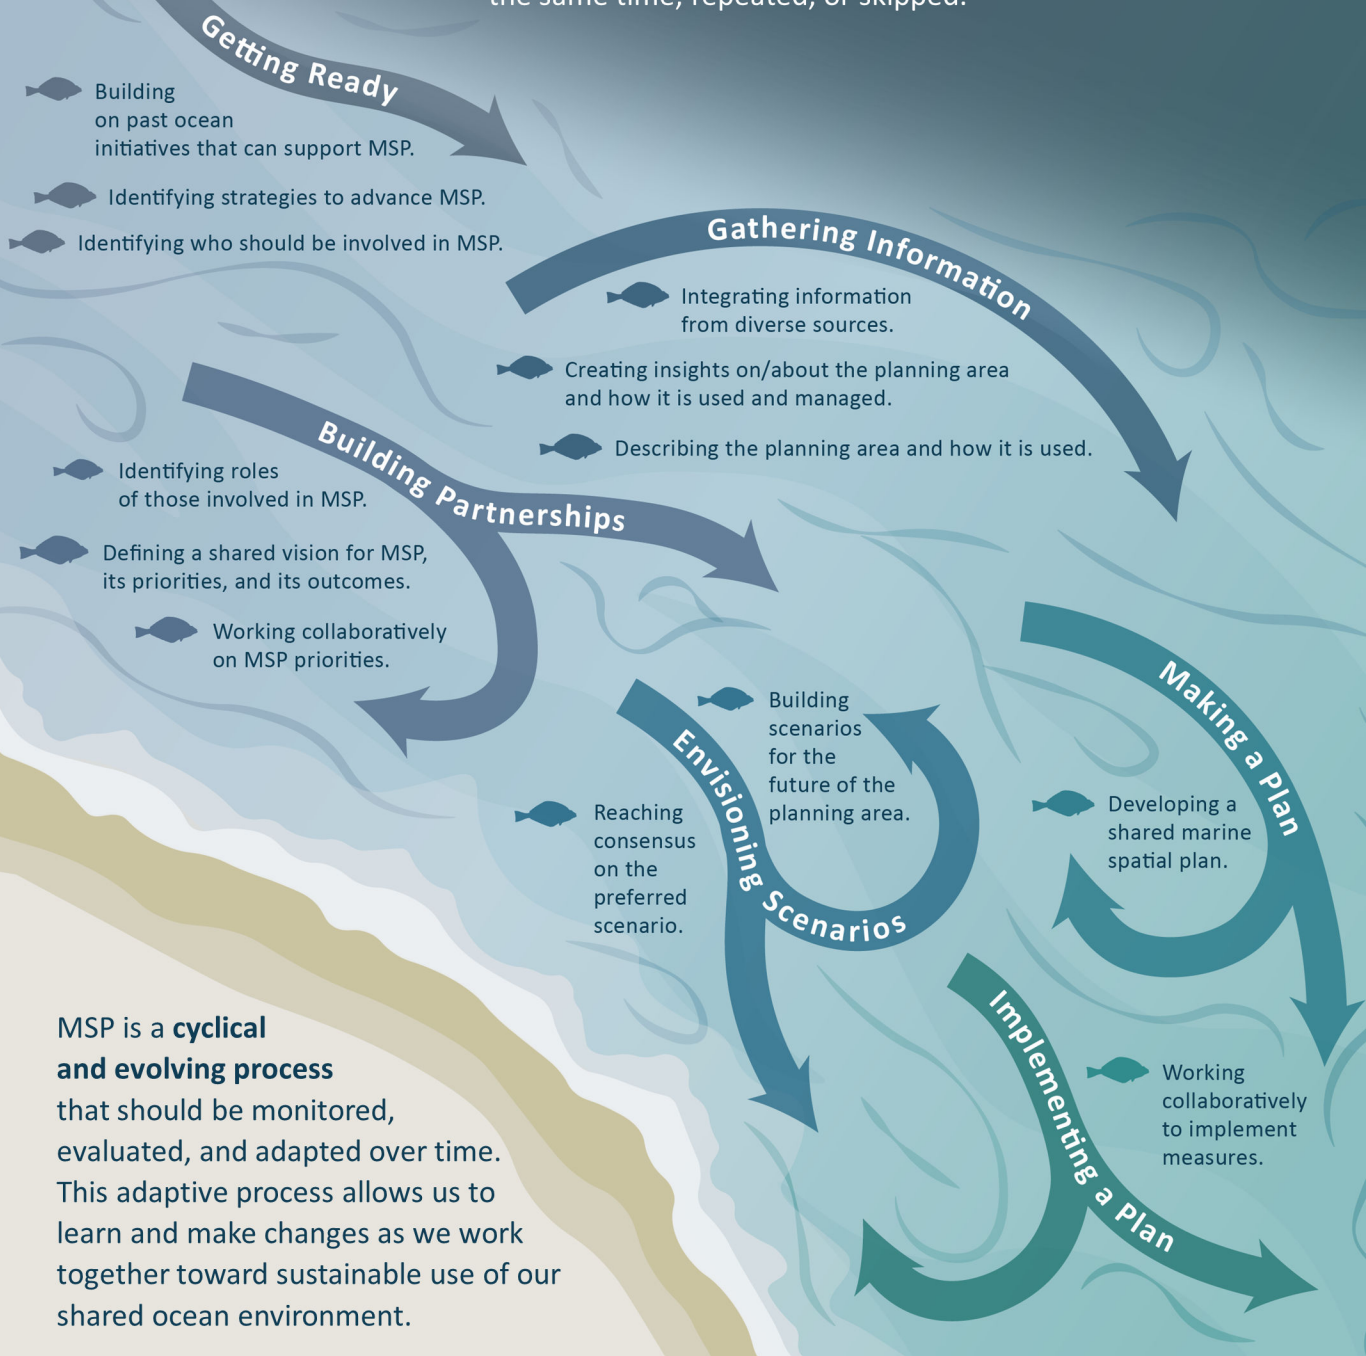 the same time, repeated, or skipped.
Getting Ready
Building
on past ocean
initiatives that can support MSP.
Identifying strategies to advance MSP.
Identifying who should be involved in MSP.
Gathering Information
Integrating information
from diverse sources.
Creating insights on/about the planning area
and how it is used and managed.
Describing the planning area and how it is used.
Building Partnerships
Identifying roles
of those involved in MSP.
Defining a shared vision for MSP,
its priorities, and its outcomes.
Working collaboratively
on MSP priorities.
Envisioning Scenarios
Building
scenarios
for the
future of the
planning area.
Reaching
consensus
on the
preferred
scenario.
Making a Plan
Developing a
shared marine
spatial plan.
Implementing a Plan
Working
collaboratively
to implement
measures.
MSP is a cyclical
and evolving process
that should be monitored,
evaluated, and adapted over time.
This adaptive process allows us to
learn and make changes as we work
together toward sustainable use of our
shared ocean environment.